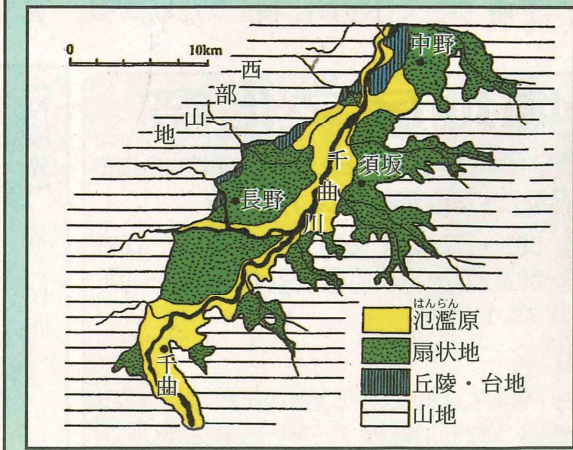 0 10km
中野
西部山地
千曲川
須坂
長野
千曲
はんらん
氾濫原
扇状地
丘陵・台地
山地